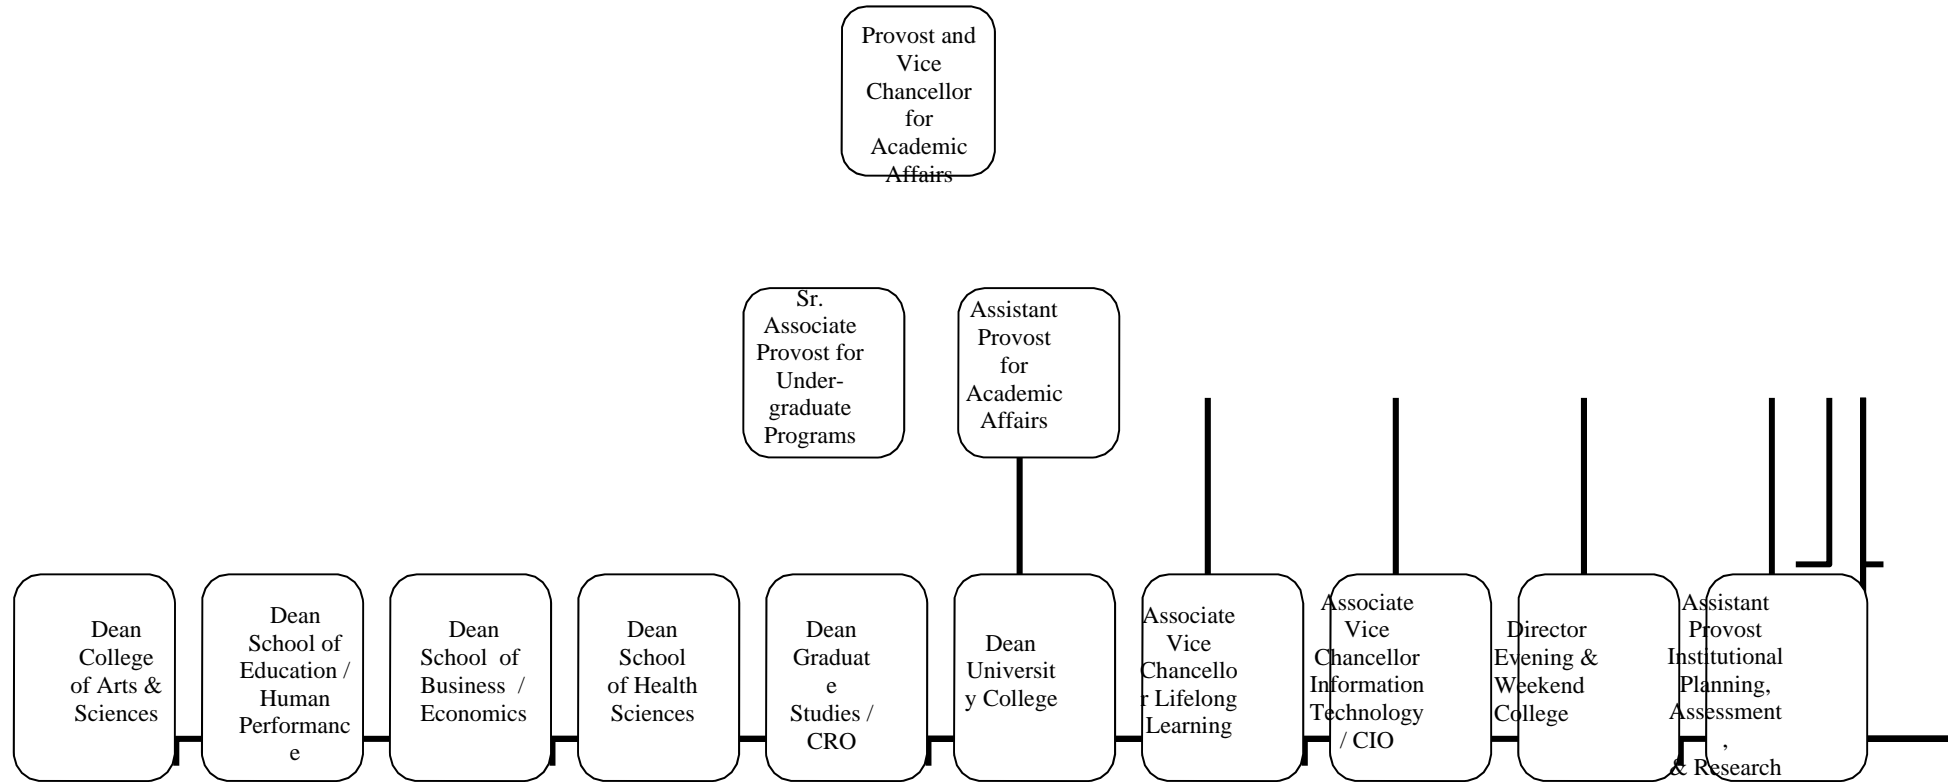 Provost and
Vice
Chancellor
for
Academic
Affairs
Sr.
Associate
Provost for
Under-
graduate
Programs
Assistant
Provost
for
Academic
Affairs
Dean
College
of Arts &
Sciences
Dean
School of
Education /
Human
Performanc
e
Dean
School of
Business /
Economics
Dean
School
of Health
Sciences
Dean
Graduat
e
Studies /
CRO
Dean
Universit
y College
Associate
Vice
Chancello
r Lifelong
Learning
Associate
Vice
Chancellor
Information
Technology
/ CIO
Director
Evening &
Weekend
College
Assistant
Provost
Institutional
Planning,
Assessment
,
& Research